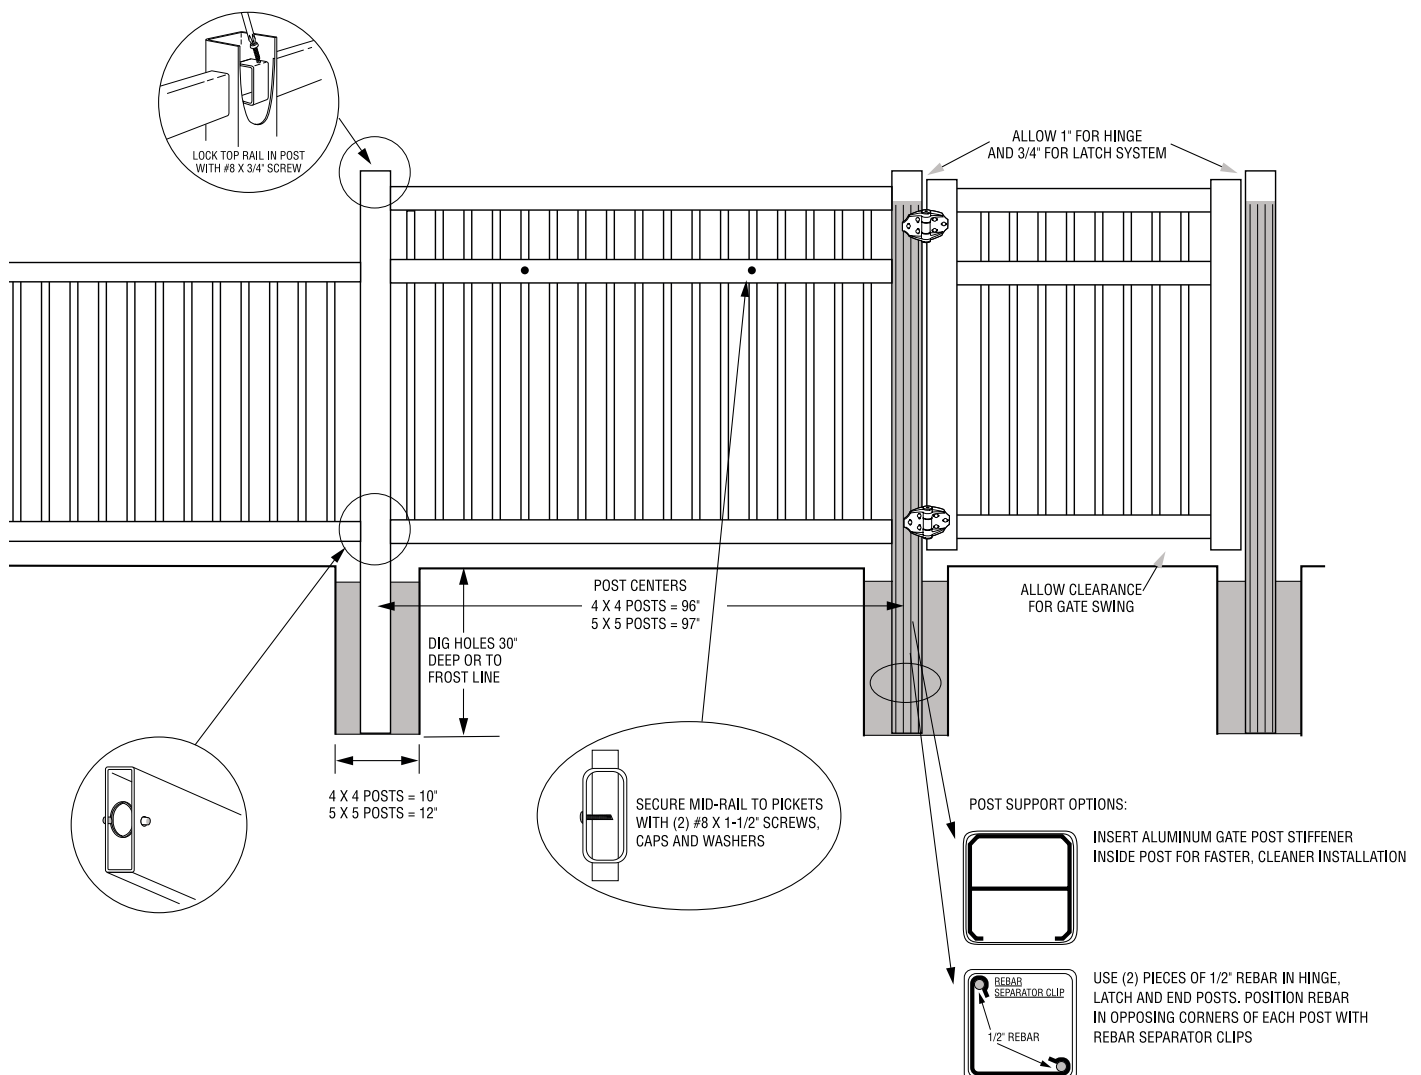 LOCK TOP RAIL IN POST
WITH #8 X 3/4" SCREW
ALLOW 1" FOR HINGE
AND 3/4" FOR LATCH SYSTEM
POST CENTERS
4 X 4 POSTS = 96"
5 X 5 POSTS = 97"
ALLOW CLEARANCE
FOR GATE SWING
DIG HOLES 30"
DEEP OR TO
FROST LINE
4 X 4 POSTS = 10"
5 X 5 POSTS = 12"
SECURE MID-RAIL TO PICKETS
WITH (2) #8 X 1-1/2" SCREWS,
CAPS AND WASHERS
POST SUPPORT OPTIONS:
INSERT ALUMINUM GATE POST STIFFENER
INSIDE POST FOR FASTER, CLEANER INSTALLATION
REBAR
SEPARATOR CLIP
1/2" REBAR
USE (2) PIECES OF 1/2" REBAR IN HINGE,
LATCH AND END POSTS. POSITION REBAR
IN OPPOSING CORNERS OF EACH POST WITH
REBAR SEPARATOR CLIPS